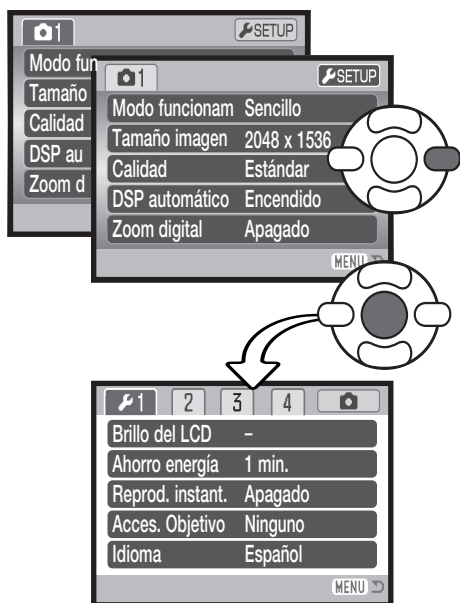 1 SETUP
Modo fun
Tamaño
Calidad
DSP au
Zoom d
1 SETUP
Modo funcionam Sencillo
Tamaño imagen 2048 x 1536
Calidad Estándar
DSP automático Encendido
Zoom digital Apagado
MENU
1 2 3 4
Brillo del LCD –
Ahorro energía 1 min.
Reprod. instant. Apagado
Acces. Objetivo Ninguno
Idioma Español
MENU